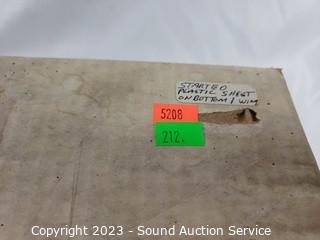 STARTED
PLASTIC SHEET
ON BOTTOM / WIM
5208
212.
Copyright 2023 - Sound Auction Service